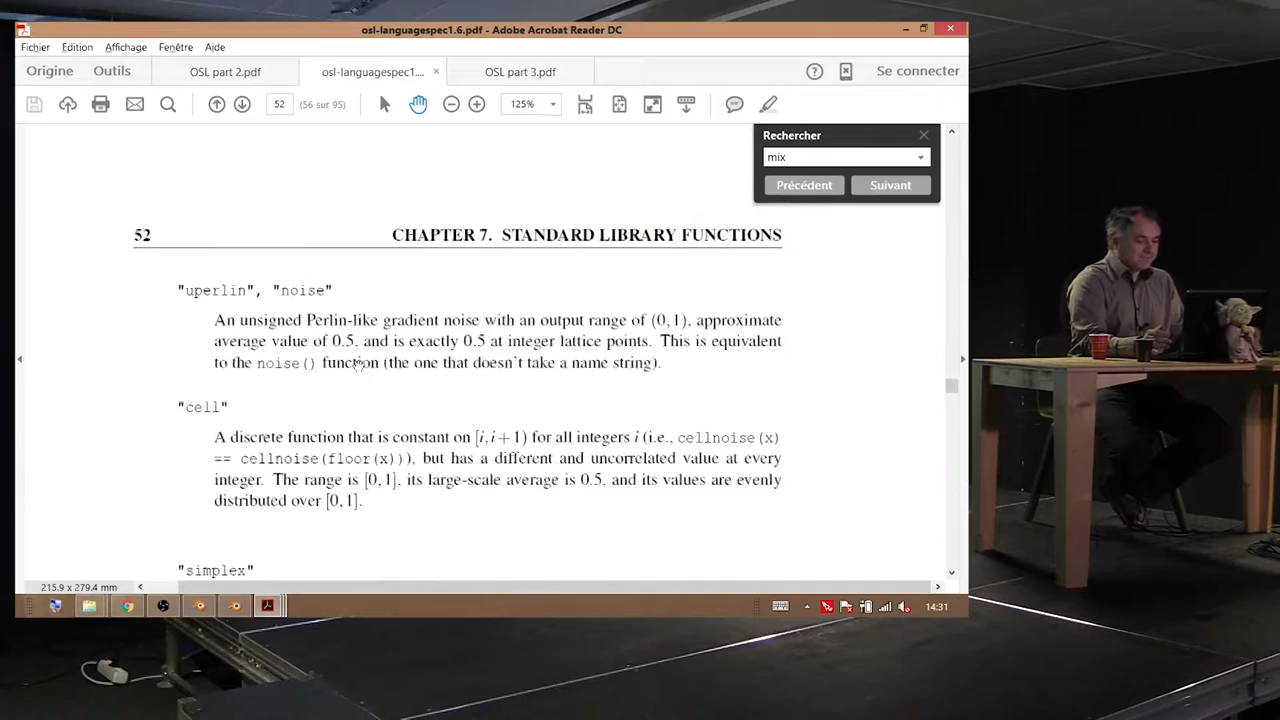 osl-languagespec1.6.pdf - Adobe Acrobat Reader DC
Fichier Edition Affichage Fenêtre Aide
Origine Outils OSL part 2.pdf osl-languagespec1.... × OSL part 3.pdf Se connecter
52 (56 sur 95) 125%
Rechercher
mix
Précédent Suivant
52 CHAPTER 7. STANDARD LIBRARY FUNCTIONS
"uperlin", "noise"
An unsigned Perlin-like gradient noise with an output range of (0,1), approximate
average value of 0.5, and is exactly 0.5 at integer lattice points. This is equivalent
to the noise() function (the one that doesn't take a name string).
"cell"
A discrete function that is constant on [i,i+1) for all integers i (i.e., cellnoise(x)
== cellnoise(floor(x))), but has a different and uncorrelated value at every
integer. The range is [0,1], its large-scale average is 0.5, and its values are evenly
distributed over [0,1].
"simplex"
215.9 x 279.4 mm
14:31